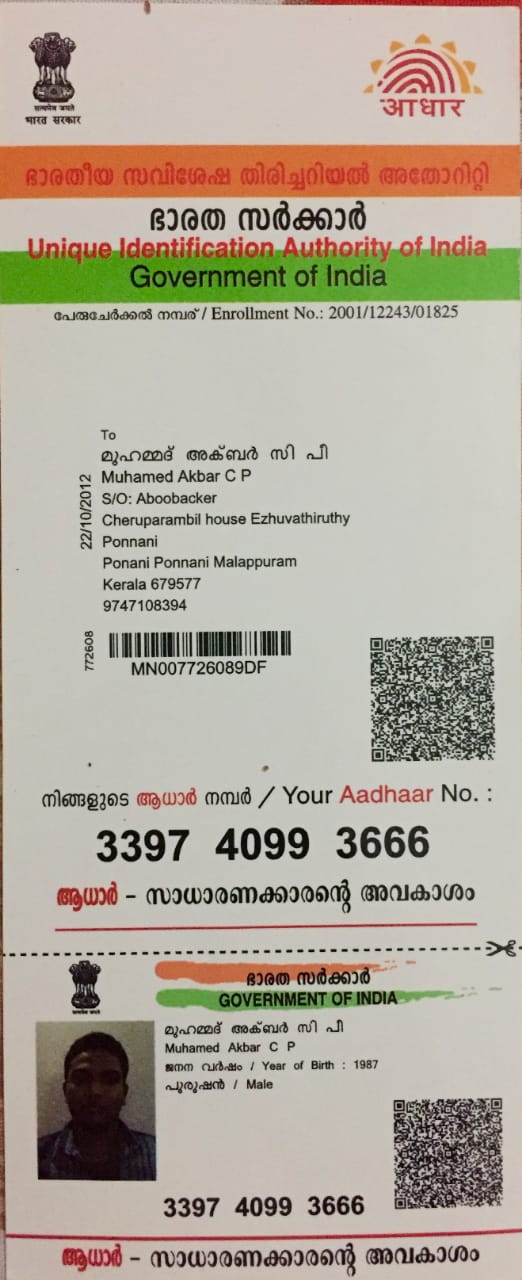 सत्यमेव जयते
भारत सरकार
आधार
ഭാരതീയ സവിശേഷ തിരിച്ചറിയൽ അതോറിറ്റി
ഭാരത സർക്കാർ
Unique Identification Authority of India
Government of India
പേരുചേർക്കൽ നമ്പര് / Enrollment No.: 2001/12243/01825
To
മുഹമ്മദ് അക്ബർ സി പീ
Muhamed Akbar C P
S/O: Aboobacker
Cheruparambil house Ezhuvathiruthy
Ponnani
Ponani Ponnani Malappuram
Kerala 679577
9747108394
22/10/2012
772608
MN007726089DF
നിങ്ങളുടെ ആധാർ നമ്പർ / Your Aadhaar No. :
3397 4099 3666
ആധാർ – സാധാരണക്കാരന്റെ അവകാശം
ഭാരത സർക്കാർ
GOVERNMENT OF INDIA
മുഹമ്മദ് അക്ബർ സി പീ
Muhamed Akbar C P
ജനന വർഷം / Year of Birth : 1987
പുരുഷൻ / Male
3397 4099 3666
ആധാർ – സാധാരണക്കാരന്റെ അവകാശം